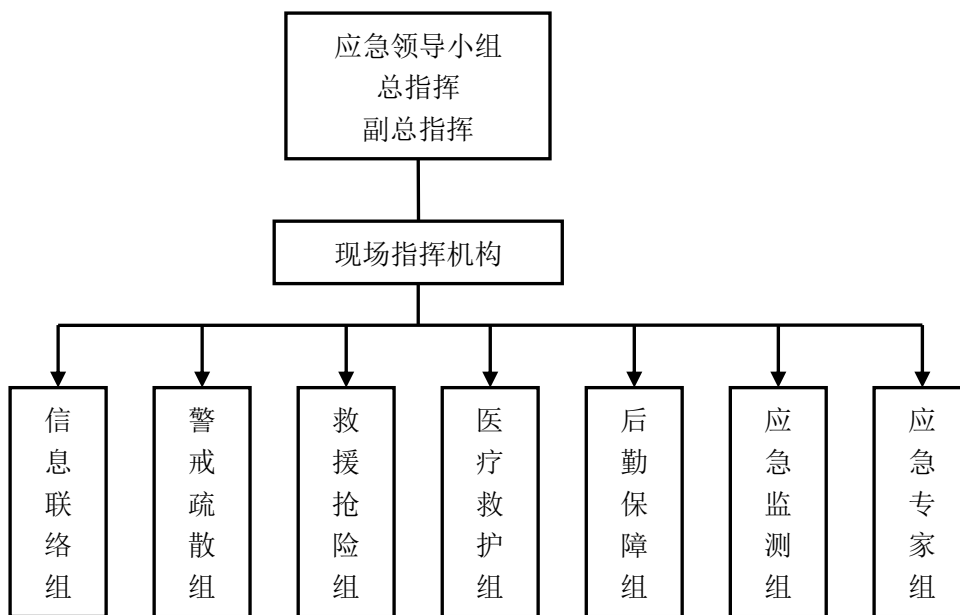 应急领导小组
总指挥
副总指挥
现场指挥机构
信息联络组
警戒疏散组
救援抢险组
医疗救护组
后勤保障组
应急监测组
应急专家组